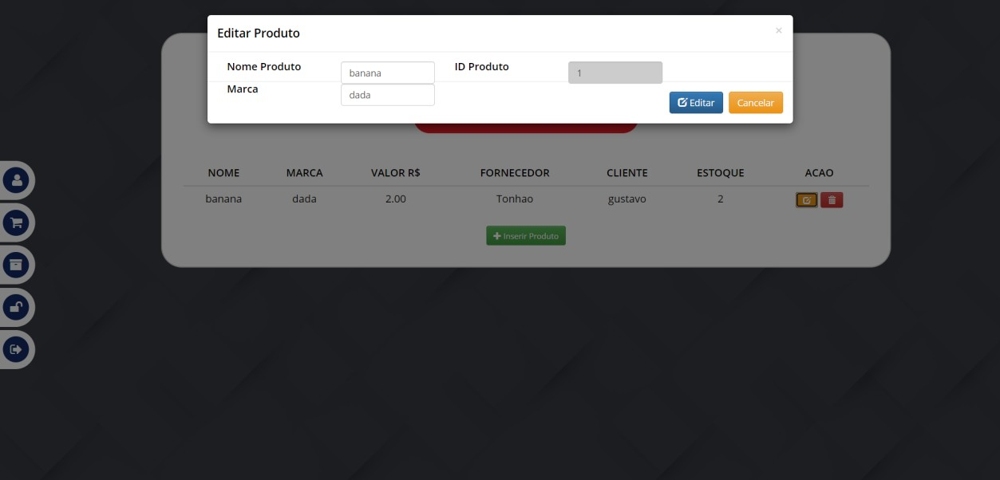 Editar Produto ×
Nome Produto banana ID Produto 1
Marca dada
Editar Cancelar
NOME MARCA VALOR R$ FORNECEDOR CLIENTE ESTOQUE ACAO
banana dada 2.00 Tonhao gustavo 2
Inserir Produto